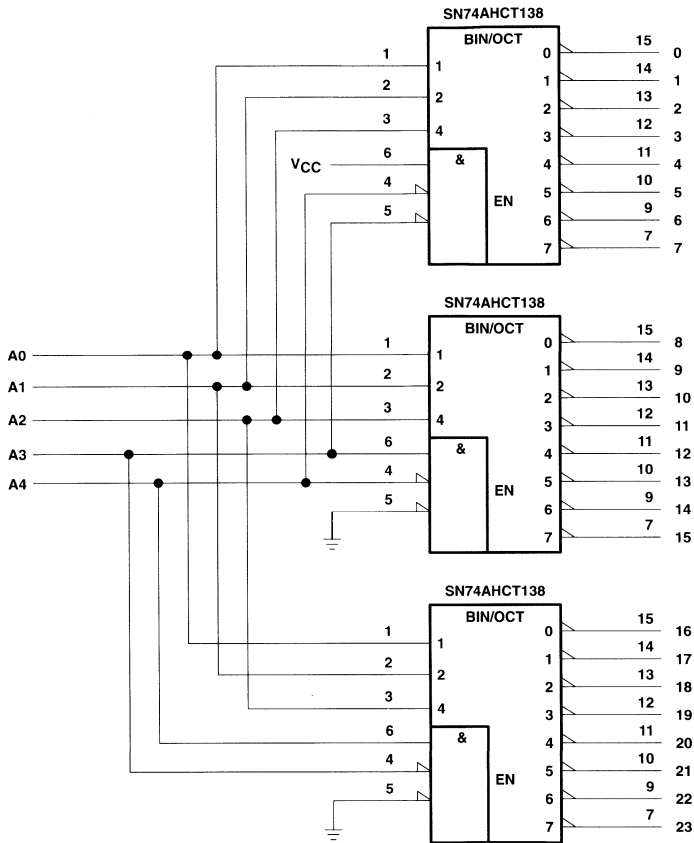 SN74AHCT138
BIN/OCT
1 1 0 15 0
2 2 1 14 1
3 4 2 13 2
6 & 3 12 3
VCC 4 11 4
4 5 10 5
EN
5 6 9 6
7 7 7
SN74AHCT138
BIN/OCT
A0 1 1 0 15 8
A1 2 2 1 14 9
A2 3 4 2 13 10
3 12 11
A3 6 & 4 11 12
A4 4 5 10 13
EN
5 6 9 14
7 7 15
SN74AHCT138
BIN/OCT
1 1 0 15 16
2 2 1 14 17
3 4 2 13 18
3 12 19
6 & 4 11 20
4 5 10 21
EN
5 6 9 22
7 7 23